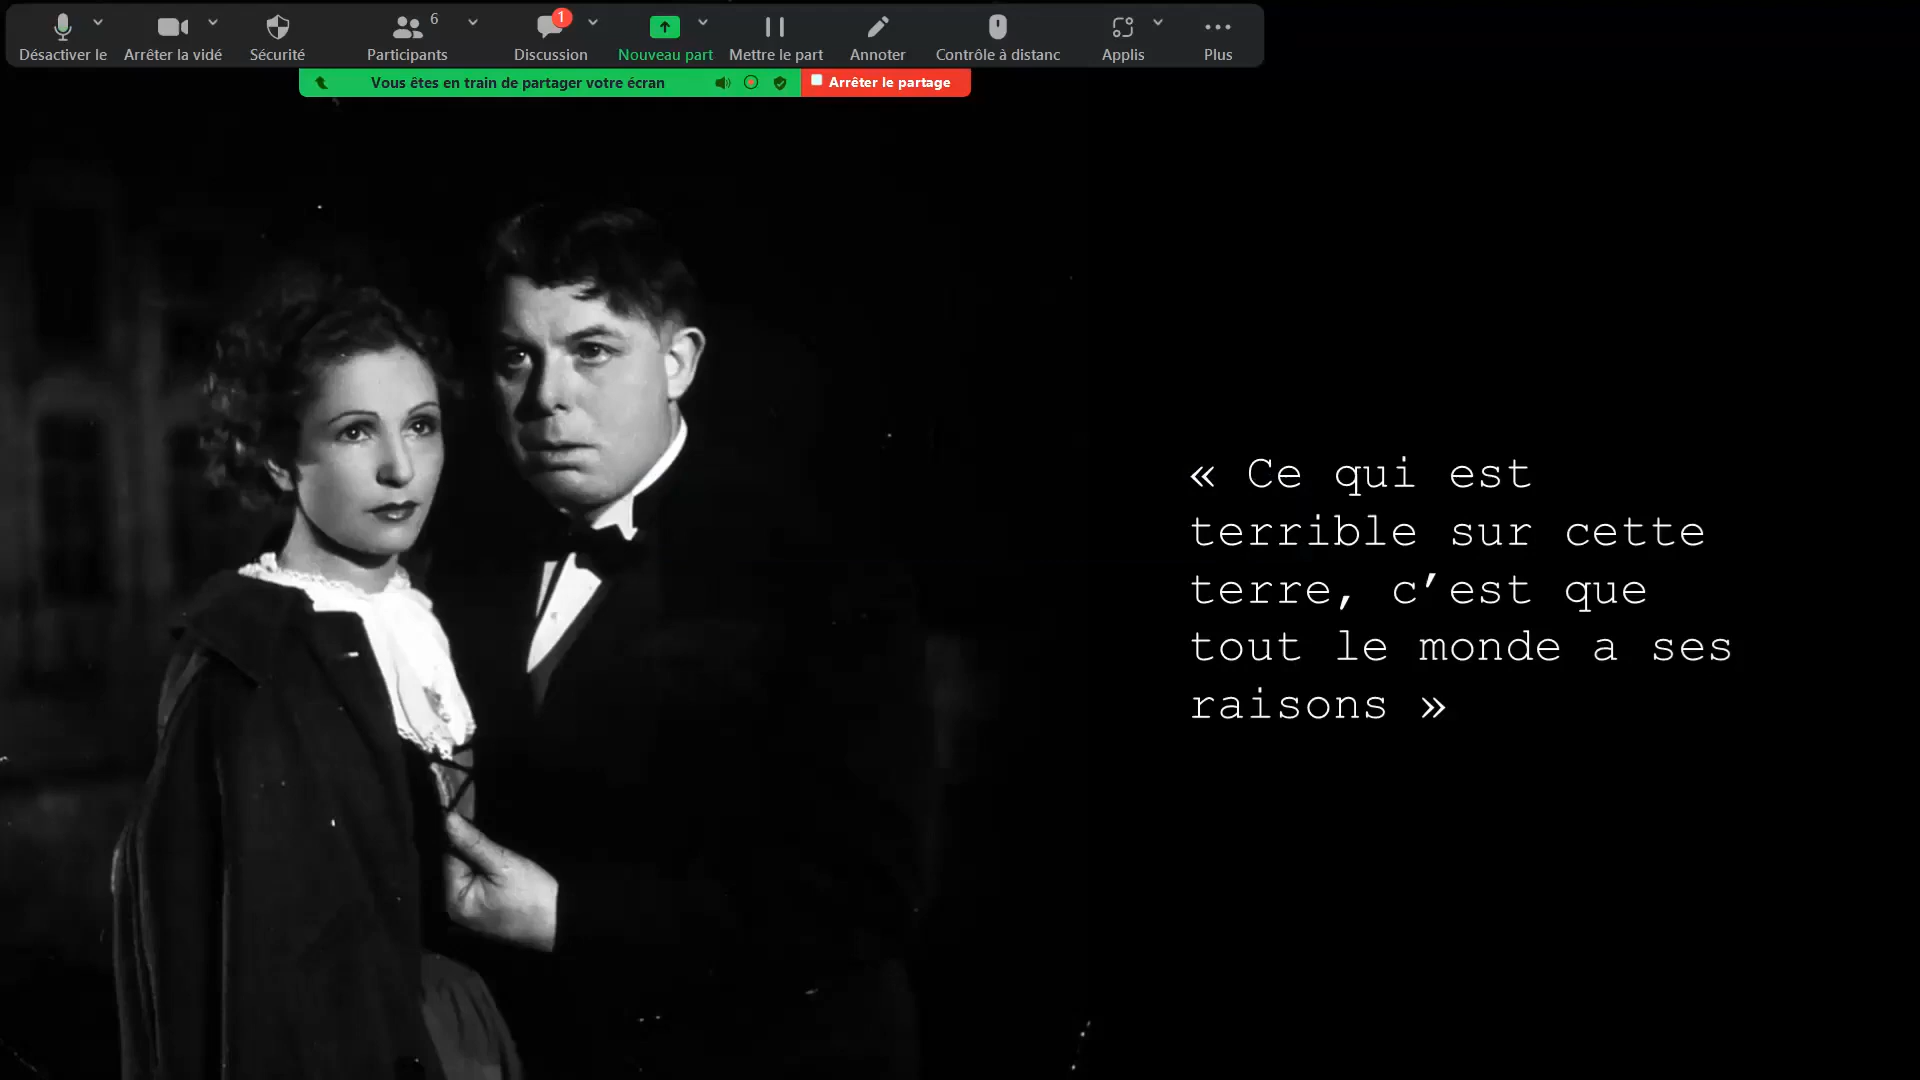 6
1
Désactiver le
Arrêter la vidé
Sécurité
Participants
Discussion
Nouveau part
Mettre le part
Annoter
Contrôle à distanc
Applis
Plus
Vous êtes en train de partager votre écran
Arrêter le partage
« Ce qui est
terrible sur cette
terre, c’est que
tout le monde a ses
raisons »